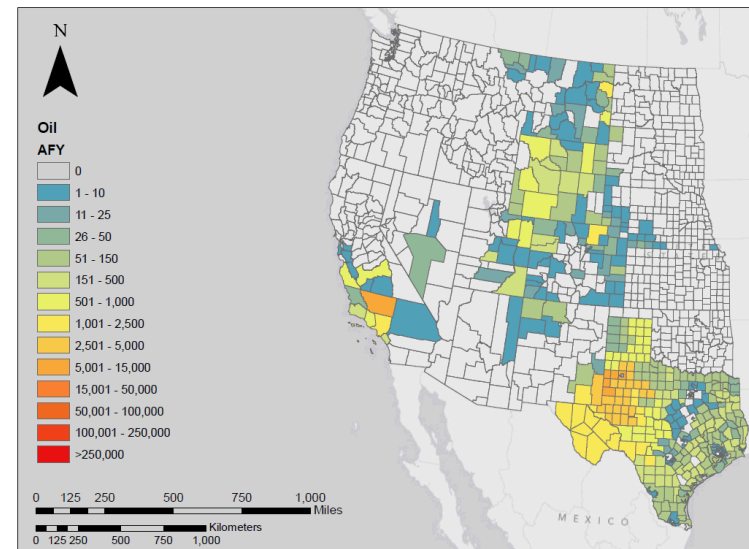 N
Oil
AFY
0
1 - 10
11 - 25
26 - 50
51 - 150
151 - 500
501 - 1,000
1,001 - 2,500
2,501 - 5,000
5,001 - 15,000
15,001 - 50,000
50,001 - 100,000
100,001 - 250,000
>250,000
0 125 250 500 750 1,000
Miles
Kilometers
0 125 250 500 750 1,000
MEXICO